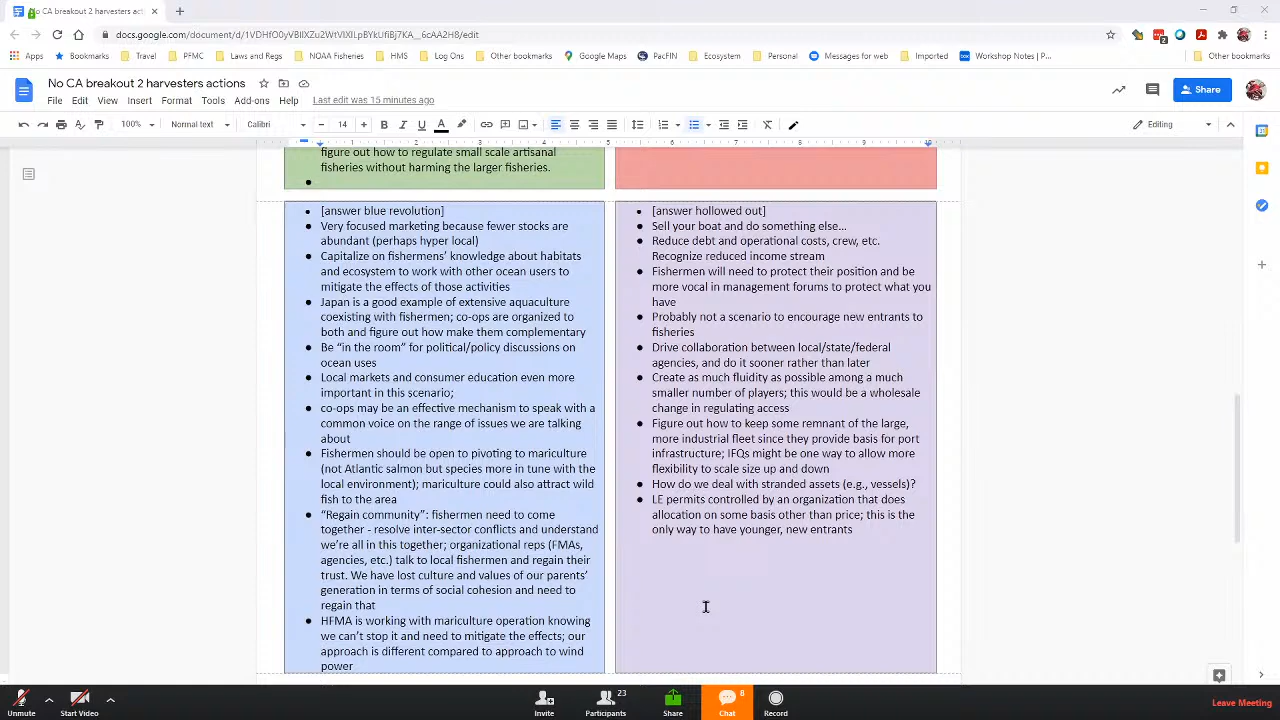 No CA breakout 2 harvesters actions
docs.google.com/document/d/
/edit
Apps
Bookmarks
Travel
PFMC
NOAA Fisheries
HMS
Log Ons
Google Maps
PacFIN
Ecosystem
Personal
Messages for web
Imported
Workshop Notes | P...
Other bookmarks
Other bookmarks
No CA breakout 2 harvesters actions
File Edit View Insert Format Tools Add-ons Help Last edit was 15 minutes ago
Share
100% Normal text Calibri 14 Editing
figure out how to regulate small scale artisanal
fisheries without harming the larger fisheries.
[answer blue revolution]
Very focused marketing because fewer stocks are
abundant (perhaps hyper local)
Capitalize on fishermens' knowledge about habitats
and ecosystem to work with other ocean users to
mitigate the effects of those activities
Japan is a good example of extensive aquaculture
coexisting with fishermen; co-ops are organized to
both and figure out how make them complementary
Be “in the room” for political/policy discussions on
ocean uses
Local markets and consumer education even more
important in this scenario;
co-ops may be an effective mechanism to speak with a
common voice on the range of issues we are talking
about
Fishermen should be open to pivoting to mariculture
(not Atlantic salmon but species more in tune with the
local environment); mariculture could also attract wild
fish to the area
“Regain community”: fishermen need to come
together - resolve inter-sector conflicts and understand
we're all in this together; organizational reps (FMAs,
agencies, etc.) talk to local fishermen and regain their
trust. We have lost culture and values of our parents'
generation in terms of social cohesion and need to
regain that
HFMA is working with mariculture operation knowing
we can't stop it and need to mitigate the effects; our
approach is different compared to approach to wind
power
[answer hollowed out]
Sell your boat and do something else…
Reduce debt and operational costs, crew, etc.
Recognize reduced income stream
Fishermen will need to protect their position and be
more vocal in management forums to protect what you
have
Probably not a scenario to encourage new entrants to
fisheries
Drive collaboration between local/state/federal
agencies, and do it sooner rather than later
Create as much fluidity as possible among a much
smaller number of players; this would be a wholesale
change in regulating access
Figure out how to keep some remnant of the large,
more industrial fleet since they provide basis for port
infrastructure; IFQs might be one way to allow more
flexibility to scale size up and down
How do we deal with stranded assets (e.g., vessels)?
LE permits controlled by an organization that does
allocation on some basis other than price; this is the
only way to have younger, new entrants
Unmute
Start Video
Invite
Participants
23
Share
Chat
8
Record
Leave Meeting